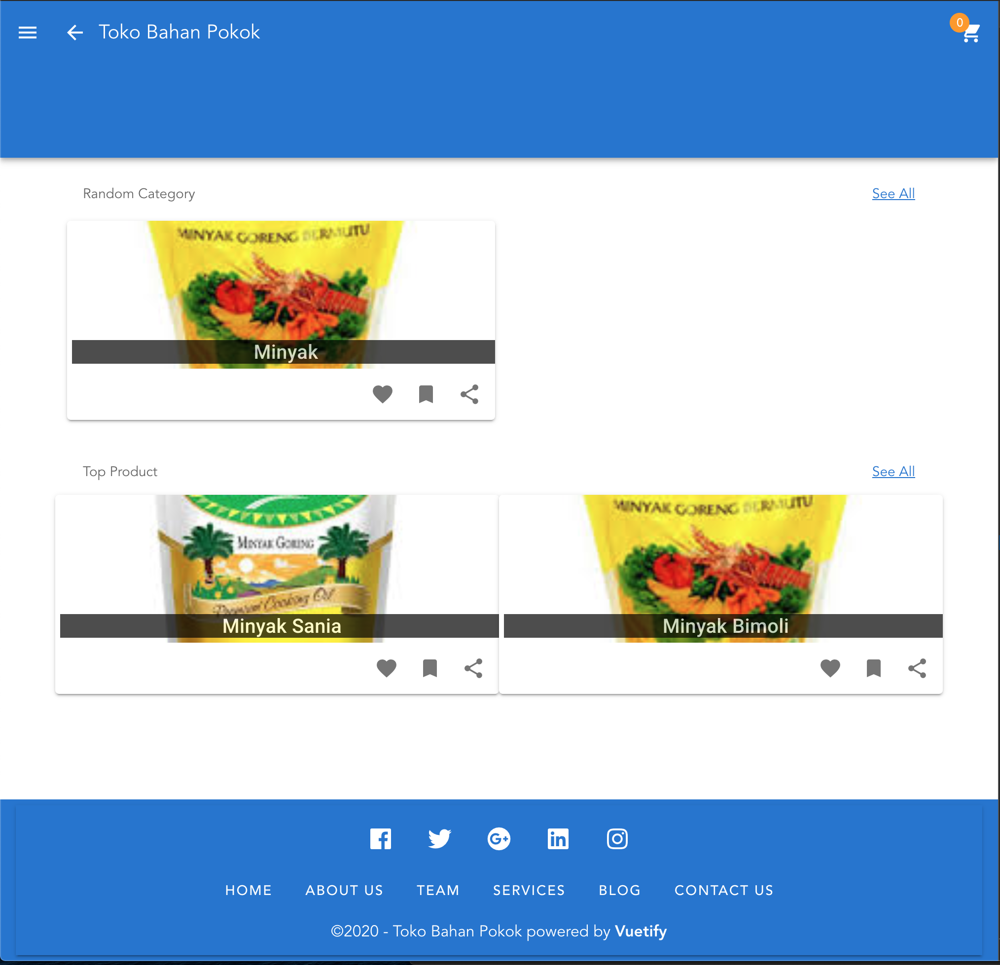 Toko Bahan Pokok
0
Random Category
See All
MINYAK GORENG BERMUTU
Minyak
Top Product
See All
MINYAK GORENG
Premium Cooking Oil
Minyak Sania
MINYAK GORENG BERMUTU
Minyak Bimoli
HOME ABOUT US TEAM SERVICES BLOG CONTACT US
©2020 - Toko Bahan Pokok powered by Vuetify